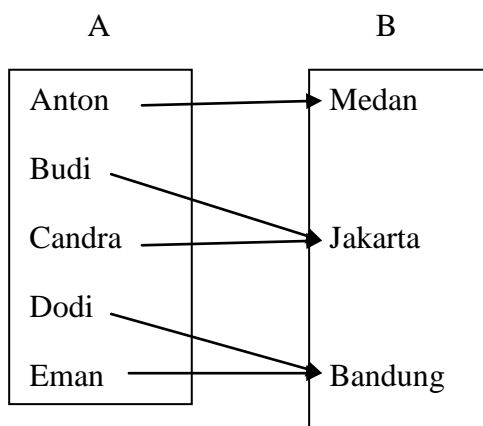 A B
Anton Medan
Budi
Candra Jakarta
Dodi
Eman Bandung